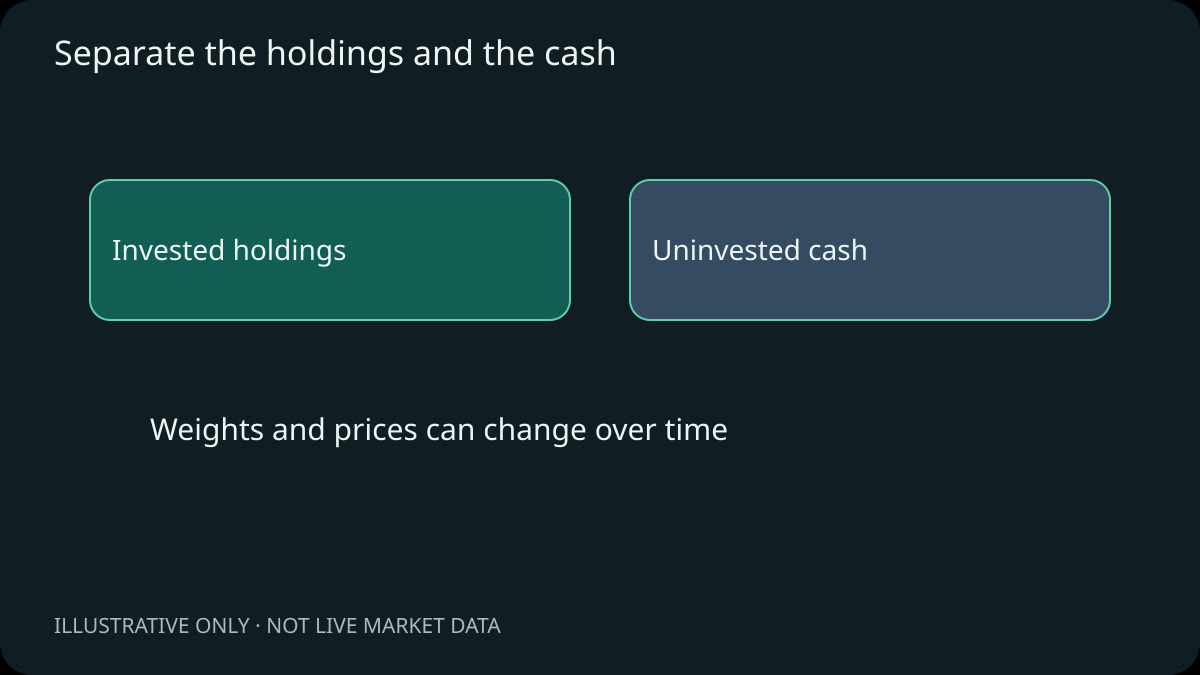 Separate the holdings and the cash
Invested holdings
Uninvested cash
Weights and prices can change over time
ILLUSTRATIVE ONLY · NOT LIVE MARKET DATA